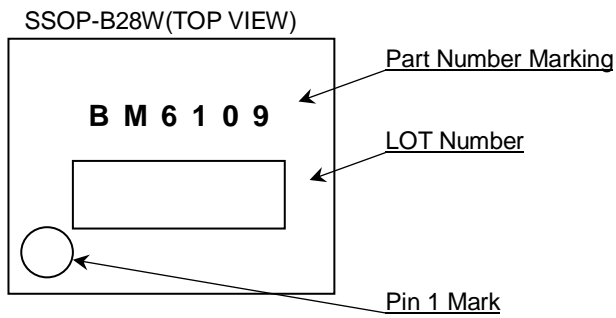 SSOP-B28W(TOP VIEW)
Part Number Marking
B M 6 1 0 9
LOT Number
Pin 1 Mark